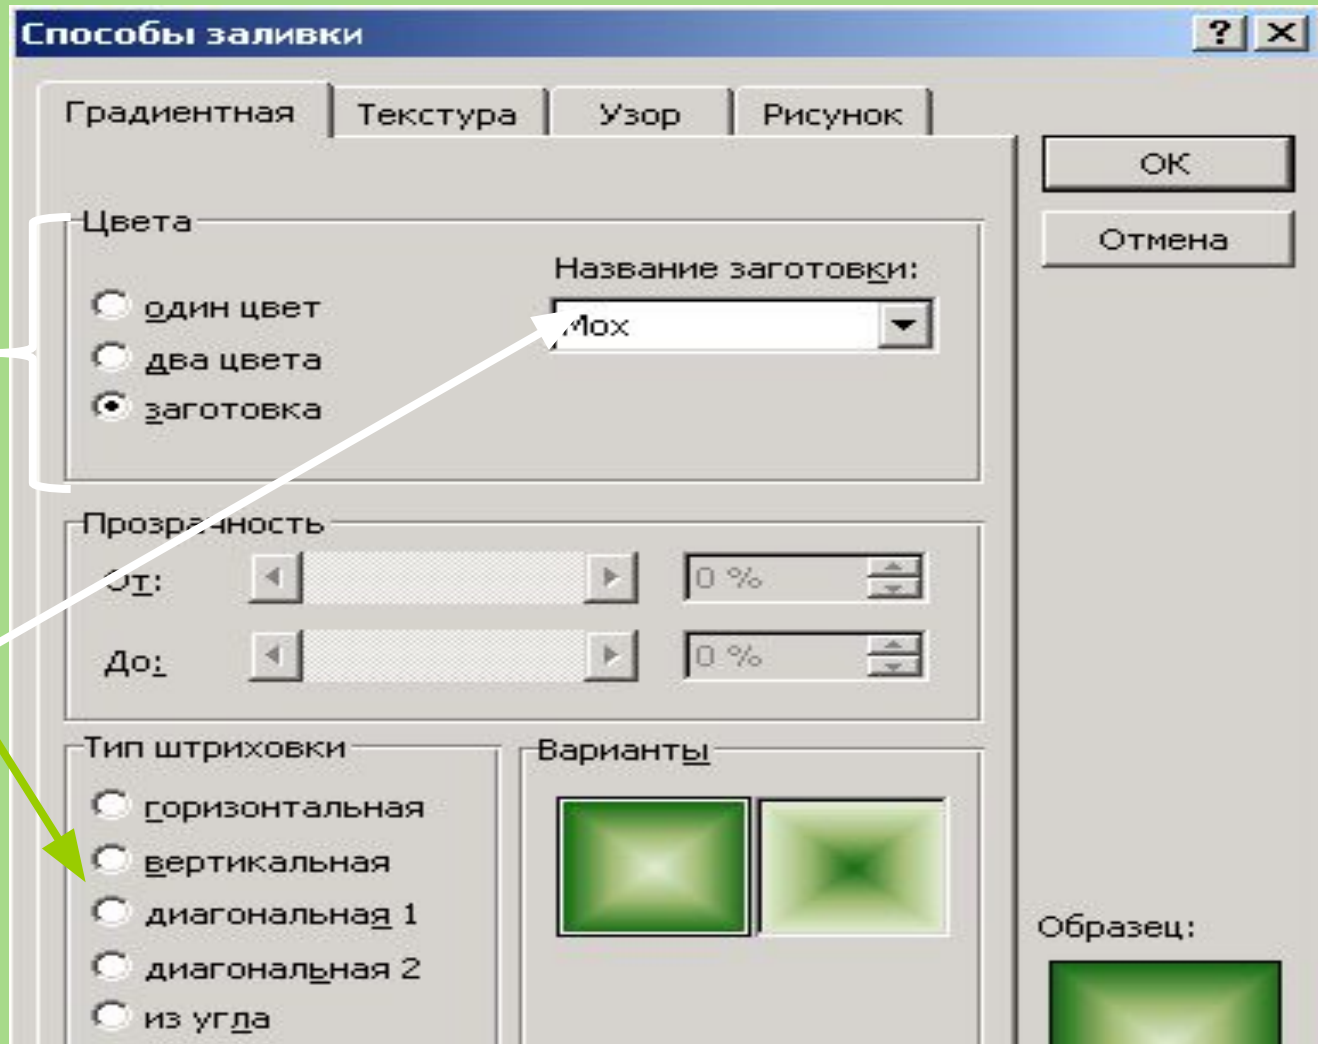 Способы заливки
Градиентная Текстура Узор Рисунок
ОК
Отмена
Цвета
один цвет
два цвета
заготовка
Название заготовки:
Мох
Прозрачность
От: 0 %
До: 0 %
Тип штриховки
горизонтальная
вертикальная
диагональная 1
диагональная 2
из угла
Варианты
Образец: